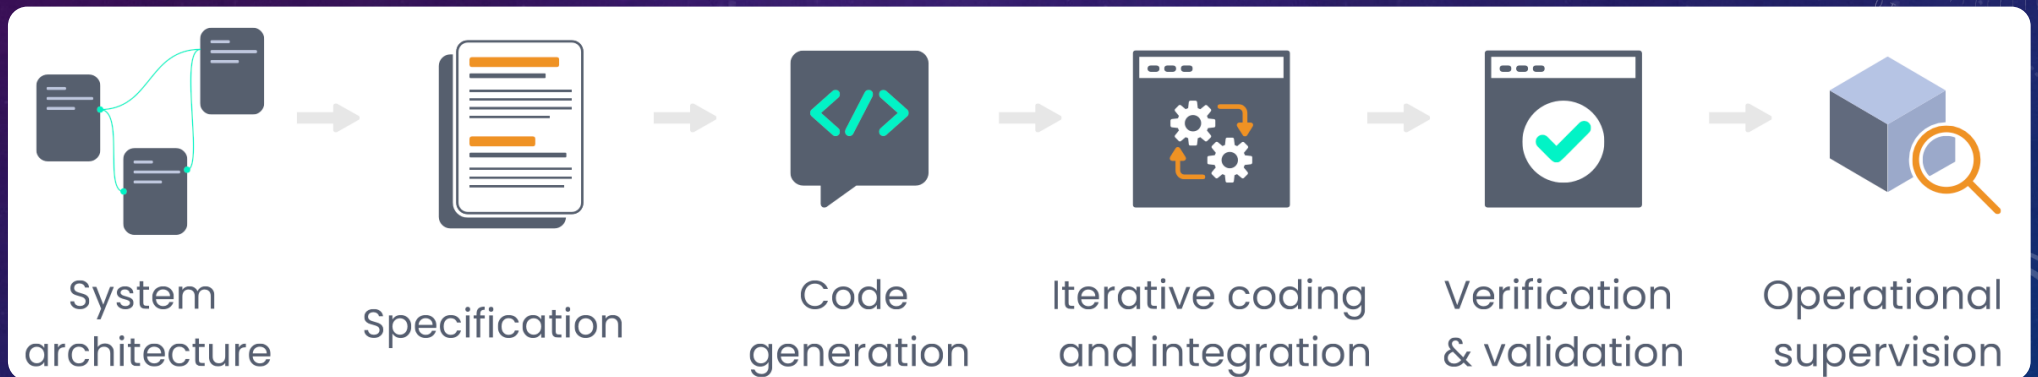 System
architecture
Specification
Code
generation
Iterative coding
and integration
Verification
& validation
Operational
supervision